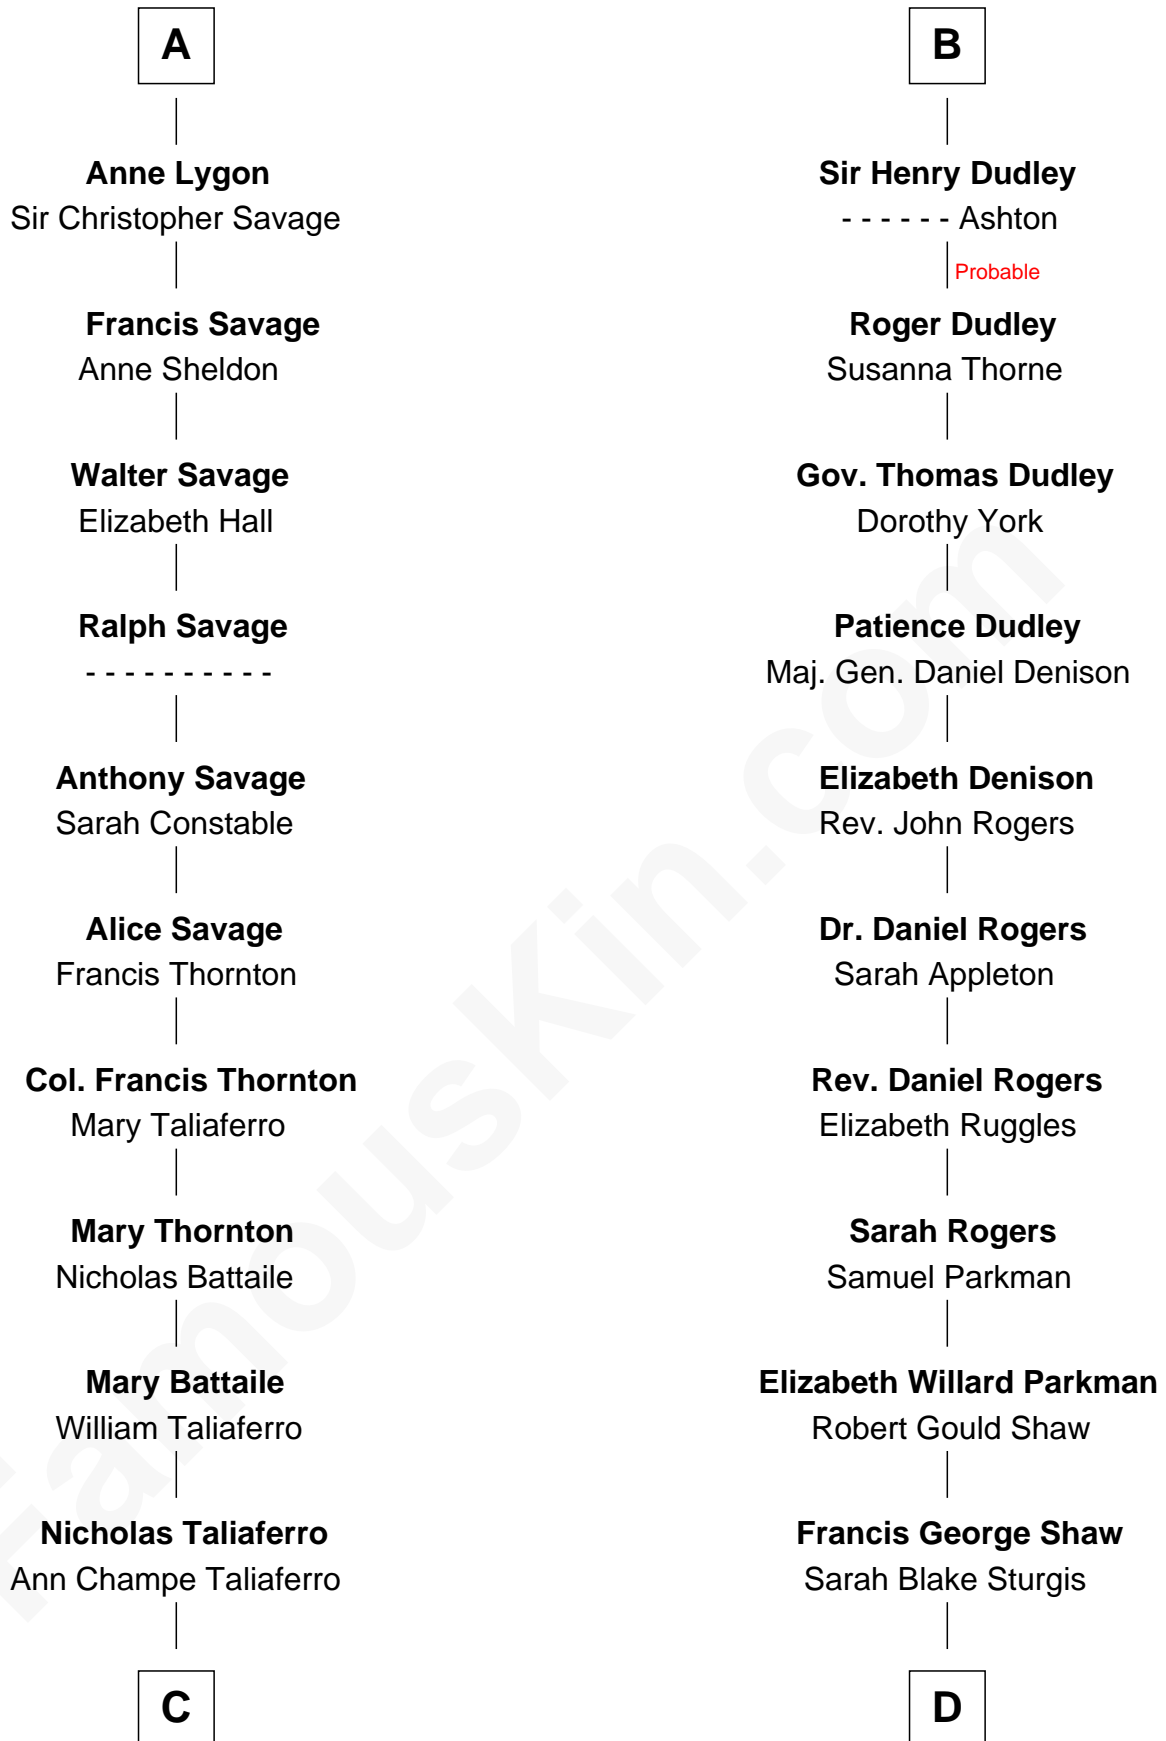 A
Anne Lygon
Sir Christopher Savage
Francis Savage
Anne Sheldon
Walter Savage
Elizabeth Hall
Ralph Savage
- - - - - - - - - -
Anthony Savage
Sarah Constable
Alice Savage
Francis Thornton
Col. Francis Thornton
Mary Taliaferro
Mary Thornton
Nicholas Battaile
Mary Battaile
William Taliaferro
Nicholas Taliaferro
Ann Champe Taliaferro
C
B
Sir Henry Dudley
- - - - - - Ashton
Probable
Roger Dudley
Susanna Thorne
Gov. Thomas Dudley
Dorothy York
Patience Dudley
Maj. Gen. Daniel Denison
Elizabeth Denison
Rev. John Rogers
Dr. Daniel Rogers
Sarah Appleton
Rev. Daniel Rogers
Elizabeth Ruggles
Sarah Rogers
Samuel Parkman
Elizabeth Willard Parkman
Robert Gould Shaw
Francis George Shaw
Sarah Blake Sturgis
D
FamousKin.com